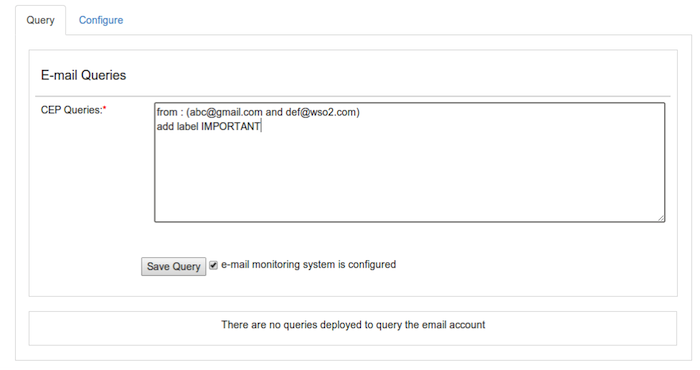 Query Configure
E-mail Queries
CEP Queries:*
from : (abc@gmail.com and def@wso2.com)
add label IMPORTANT
Save Query e-mail monitoring system is configured
There are no queries deployed to query the email account